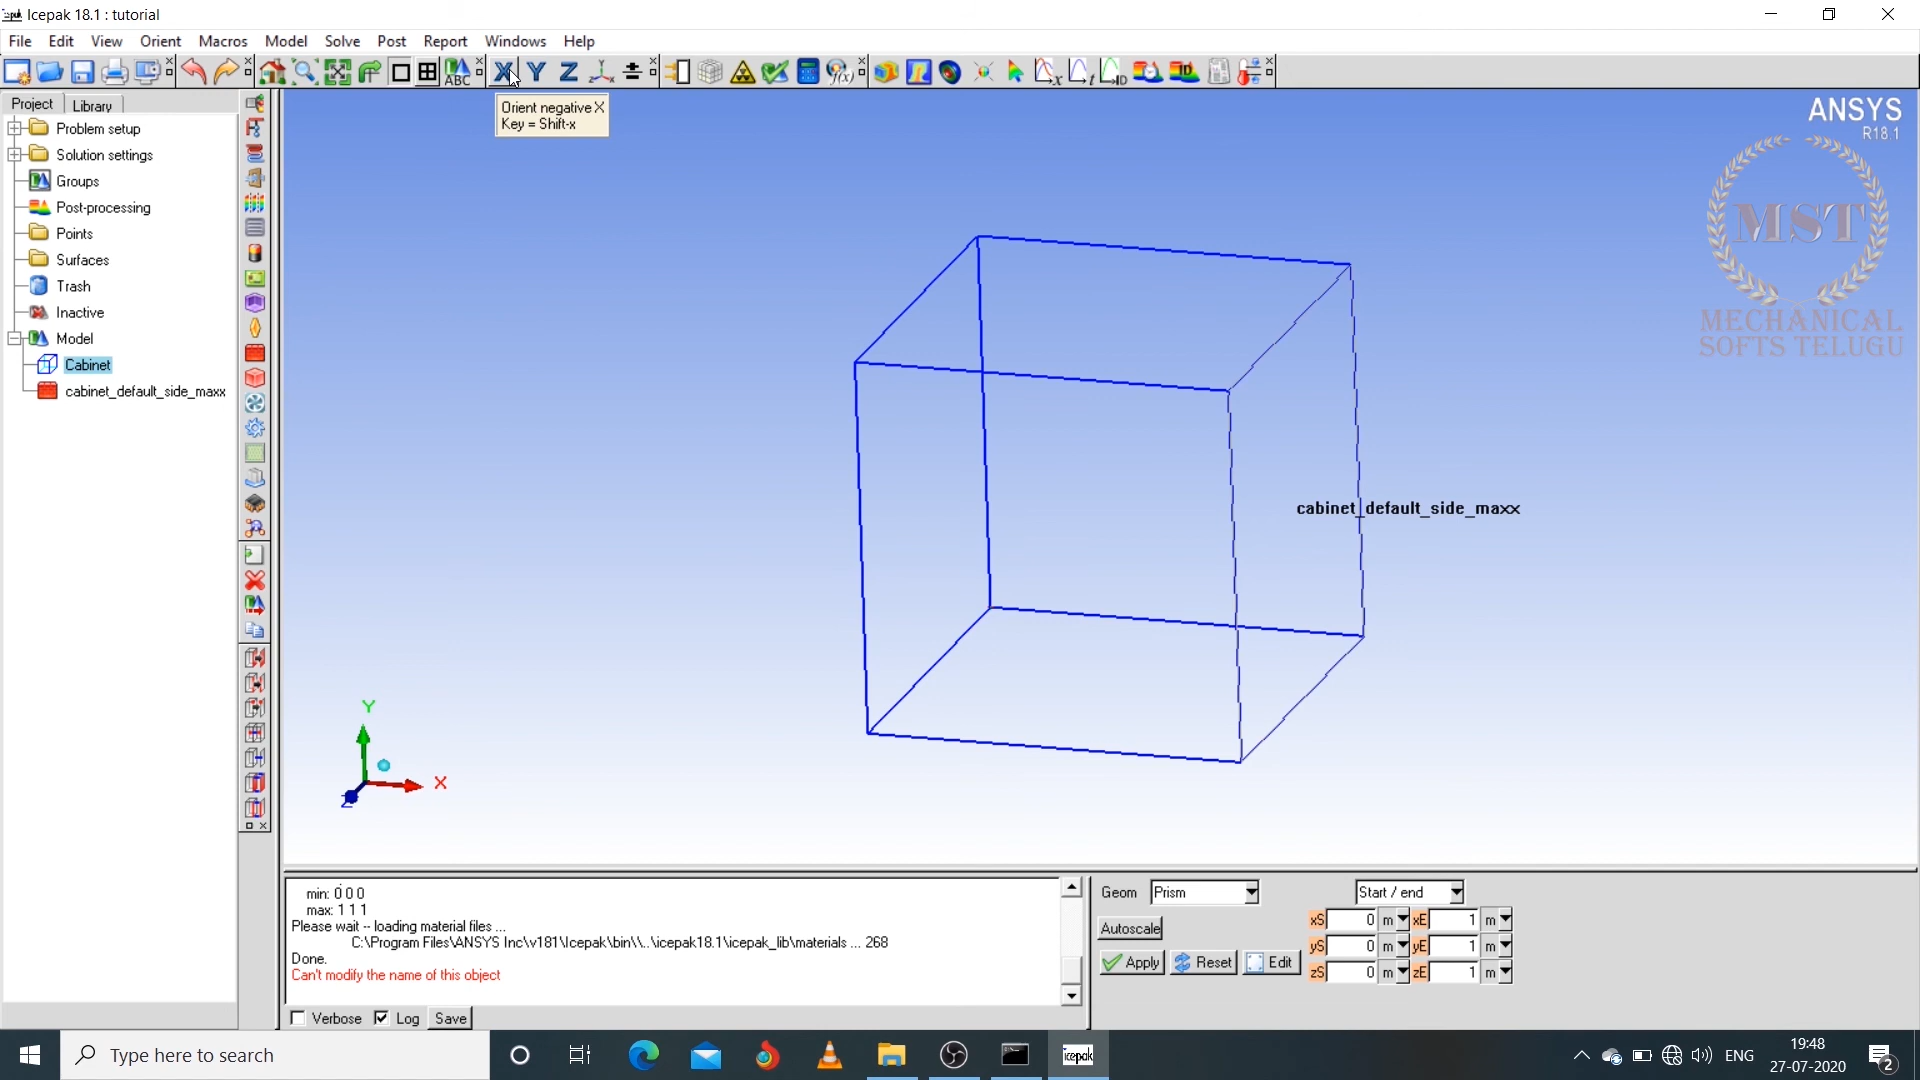 Icepak 18.1 : tutorial
File Edit View Orient Macros Model Solve Post Report Windows Help
X Y Z
ABC
Orient negative X
Key = Shift-x
Project Library
Problem setup
Solution settings
Groups
Post-processing
Points
Surfaces
Trash
Inactive
Model
Cabinet
cabinet_default_side_maxx
ANSYS
R18.1
MST
MECHANICAL
SOFTS TELUGU
cabinet_default_side_maxx
Y
X
Z
min: 0 0 0
max: 1 1 1
Please wait -- loading material files ...
C:\Program Files\ANSYS Inc\v181\Icepak\bin\\..\icepak18.1\icepak_lib\materials ... 268
Done.
Can't modify the name of this object
Verbose Log Save
Geom Prism Start / end
Autoscale
Apply Reset Edit
xS 0 m xE 1 m
yS 0 m yE 1 m
zS 0 m zE 1 m
Type here to search
icepak
ENG
19:48
27-07-2020
2